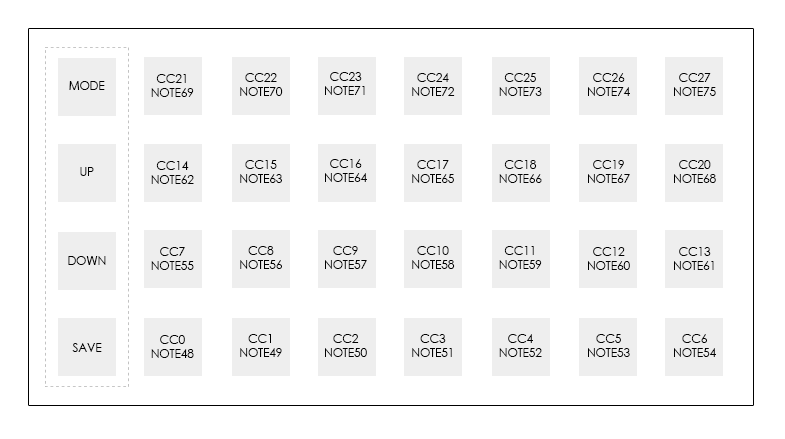 MODE
CC21
NOTE69
CC22
NOTE70
CC23
NOTE71
CC24
NOTE72
CC25
NOTE73
CC26
NOTE74
CC27
NOTE75
UP
CC14
NOTE62
CC15
NOTE63
CC16
NOTE64
CC17
NOTE65
CC18
NOTE66
CC19
NOTE67
CC20
NOTE68
DOWN
CC7
NOTE55
CC8
NOTE56
CC9
NOTE57
CC10
NOTE58
CC11
NOTE59
CC12
NOTE60
CC13
NOTE61
SAVE
CC0
NOTE48
CC1
NOTE49
CC2
NOTE50
CC3
NOTE51
CC4
NOTE52
CC5
NOTE53
CC6
NOTE54